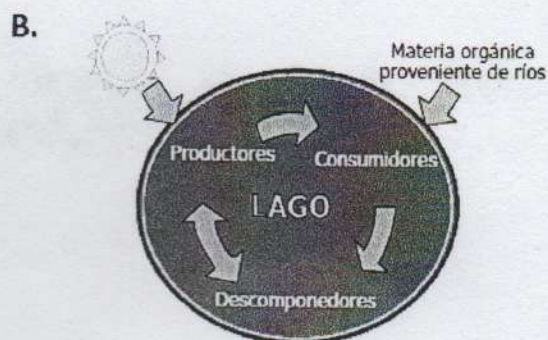 B.
Materia orgánica
proveniente de ríos
Productores
Consumidores
LAGO
Descomponedores